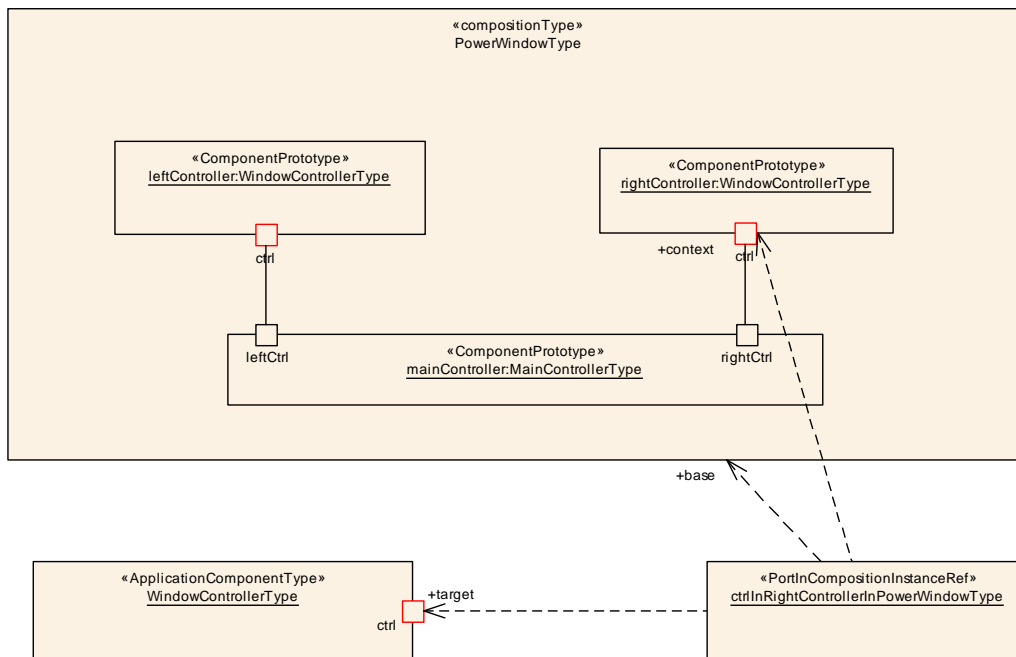 «compositionType»
PowerWindowType
«ComponentPrototype»
leftController:WindowControllerType
«ComponentPrototype»
rightController:WindowControllerType
ctrl
+context
ctrl
leftCtrl
«ComponentPrototype»
mainController:MainControllerType
rightCtrl
+base
«ApplicationComponentType»
WindowControllerType
ctrl
+target
«PortInCompositionInstanceRef»
ctrlInRightControllerInPowerWindowType